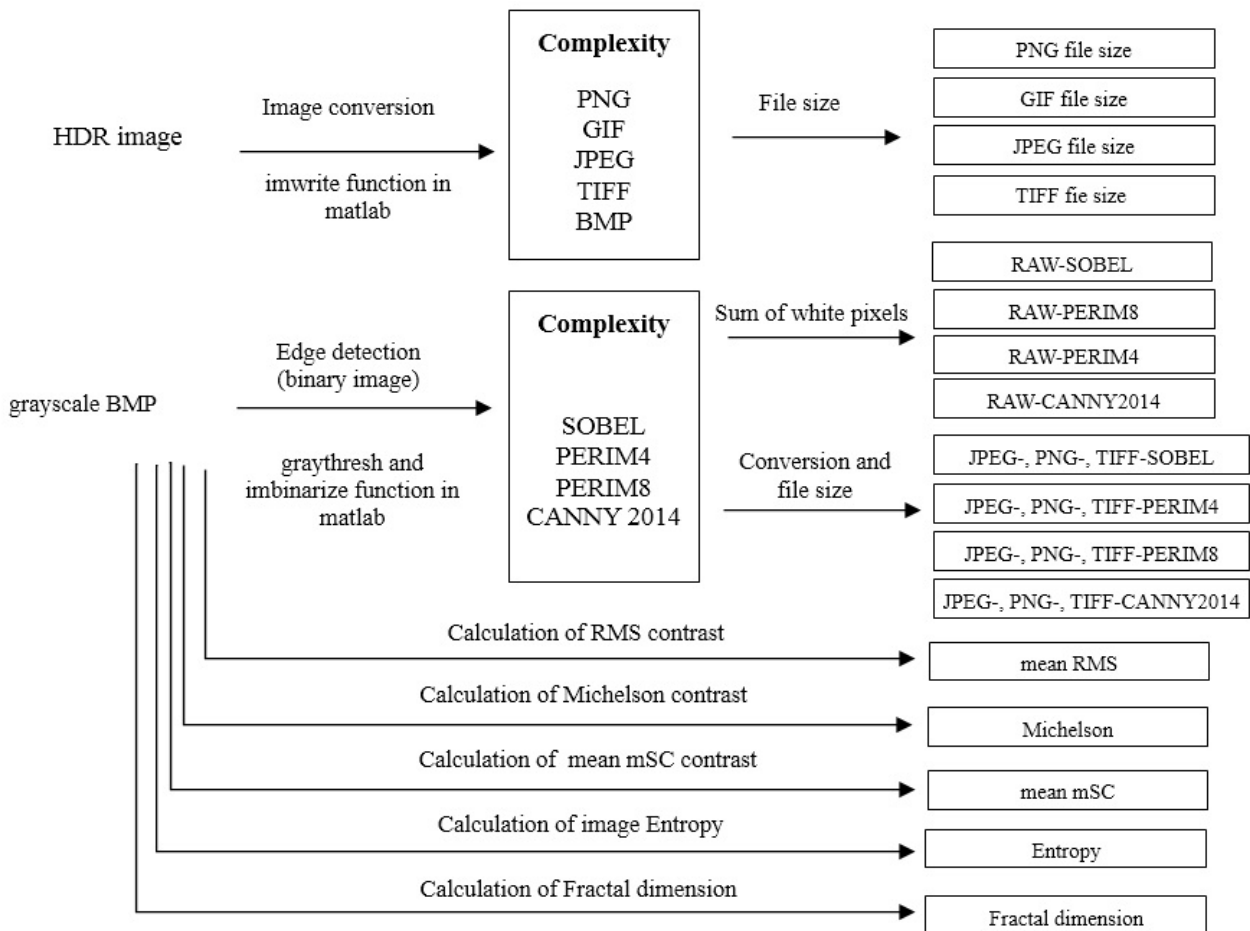 HDR image
Image conversion
imwrite function in
matlab
Complexity
PNG
GIF
JPEG
TIFF
BMP
File size
PNG file size
GIF file size
JPEG file size
TIFF fie size
grayscale BMP
Edge detection
(binary image)
graythresh and
imbinarize function in
matlab
Complexity
SOBEL
PERIM4
PERIM8
CANNY 2014
Sum of white pixels
RAW-SOBEL
RAW-PERIM8
RAW-PERIM4
RAW-CANNY2014
Conversion and
file size
JPEG-, PNG-, TIFF-SOBEL
JPEG-, PNG-, TIFF-PERIM4
JPEG-, PNG-, TIFF-PERIM8
JPEG-, PNG-, TIFF-CANNY2014
Calculation of RMS contrast
mean RMS
Calculation of Michelson contrast
Michelson
Calculation of mean mSC contrast
mean mSC
Calculation of image Entropy
Entropy
Calculation of Fractal dimension
Fractal dimension